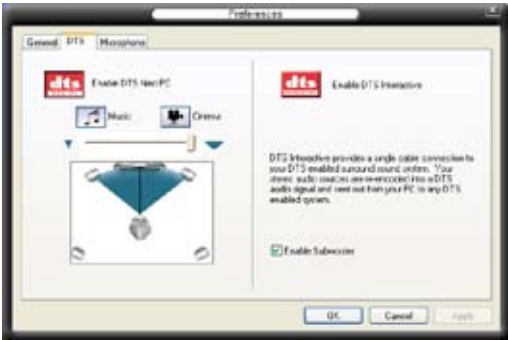 Preferences
General DTS Microphone
dts
Enable DTS Neo:PC
Music
Cinema
dts
Enable DTS Interactive
DTS Interactive provides a single cable connection to
your DTS enabled surround sound system. Your
stereo audio sources are re-encoded into a DTS
audio signal and sent out from your PC to any DTS
enabled system.
Enable Subwoofer
OK Cancel Apply